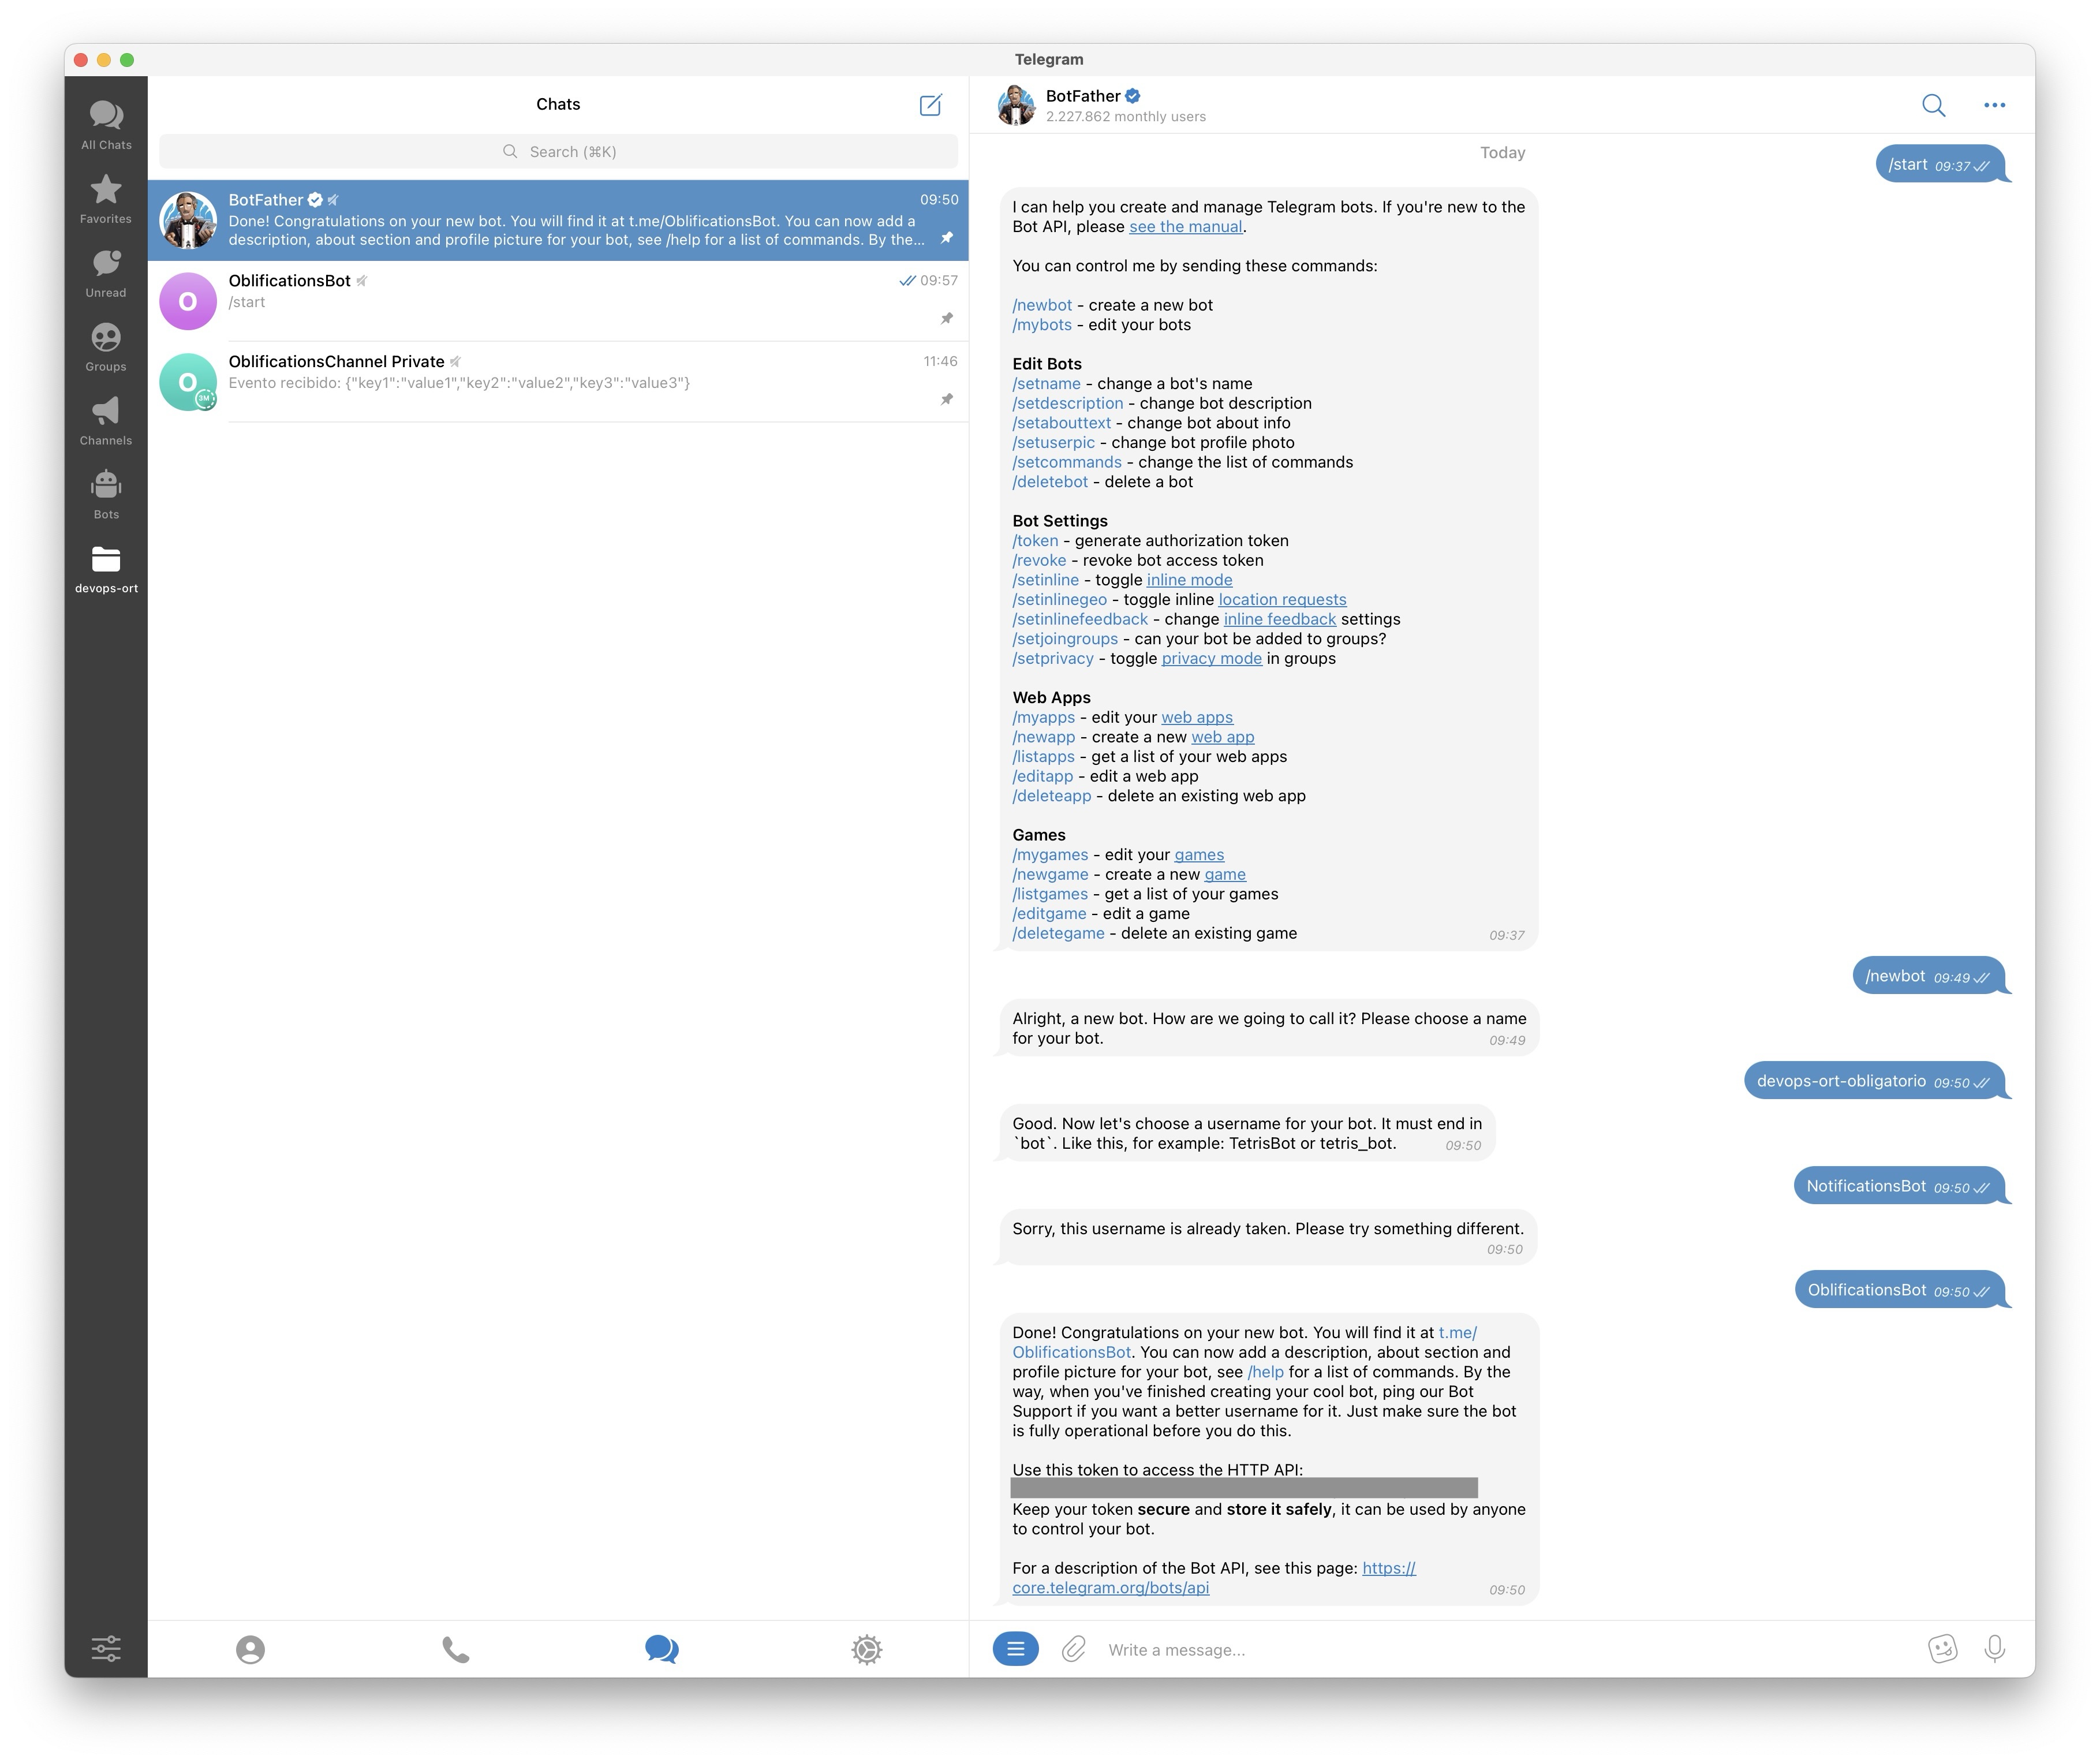 Telegram
All Chats
Favorites
Unread
Groups
Channels
Bots
devops-ort
Chats
Search (⌘K)
BotFather
09:50
Done! Congratulations on your new bot. You will find it at t.me/OblificationsBot. You can now add a
description, about section and profile picture for your bot, see /help for a list of commands. By the...
OblificationsBot
09:57
/start
O
OblificationsChannel Private
11:46
Evento recibido: {"key1":"value1","key2":"value2","key3":"value3"}
O
3M
BotFather
2.227.862 monthly users
Today
/start 09:37
I can help you create and manage Telegram bots. If you're new to the
Bot API, please see the manual.
You can control me by sending these commands:
/newbot - create a new bot
/mybots - edit your bots
Edit Bots
/setname - change a bot's name
/setdescription - change bot description
/setabouttext - change bot about info
/setuserpic - change bot profile photo
/setcommands - change the list of commands
/deletebot - delete a bot
Bot Settings
/token - generate authorization token
/revoke - revoke bot access token
/setinline - toggle inline mode
/setinlinegeo - toggle inline location requests
/setinlinefeedback - change inline feedback settings
/setjoingroups - can your bot be added to groups?
/setprivacy - toggle privacy mode in groups
Web Apps
/myapps - edit your web apps
/newapp - create a new web app
/listapps - get a list of your web apps
/editapp - edit a web app
/deleteapp - delete an existing web app
Games
/mygames - edit your games
/newgame - create a new game
/listgames - get a list of your games
/editgame - edit a game
/deletegame - delete an existing game
09:37
/newbot 09:49
Alright, a new bot. How are we going to call it? Please choose a name
for your bot.
09:49
devops-ort-obligatorio 09:50
Good. Now let's choose a username for your bot. It must end in
`bot`. Like this, for example: TetrisBot or tetris_bot.
09:50
NotificationsBot 09:50
Sorry, this username is already taken. Please try something different.
09:50
OblificationsBot 09:50
Done! Congratulations on your new bot. You will find it at t.me/
OblificationsBot. You can now add a description, about section and
profile picture for your bot, see /help for a list of commands. By the
way, when you've finished creating your cool bot, ping our Bot
Support if you want a better username for it. Just make sure the bot
is fully operational before you do this.
Use this token to access the HTTP API:
Keep your token secure and store it safely, it can be used by anyone
to control your bot.
For a description of the Bot API, see this page: https://
core.telegram.org/bots/api
09:50
Write a message...